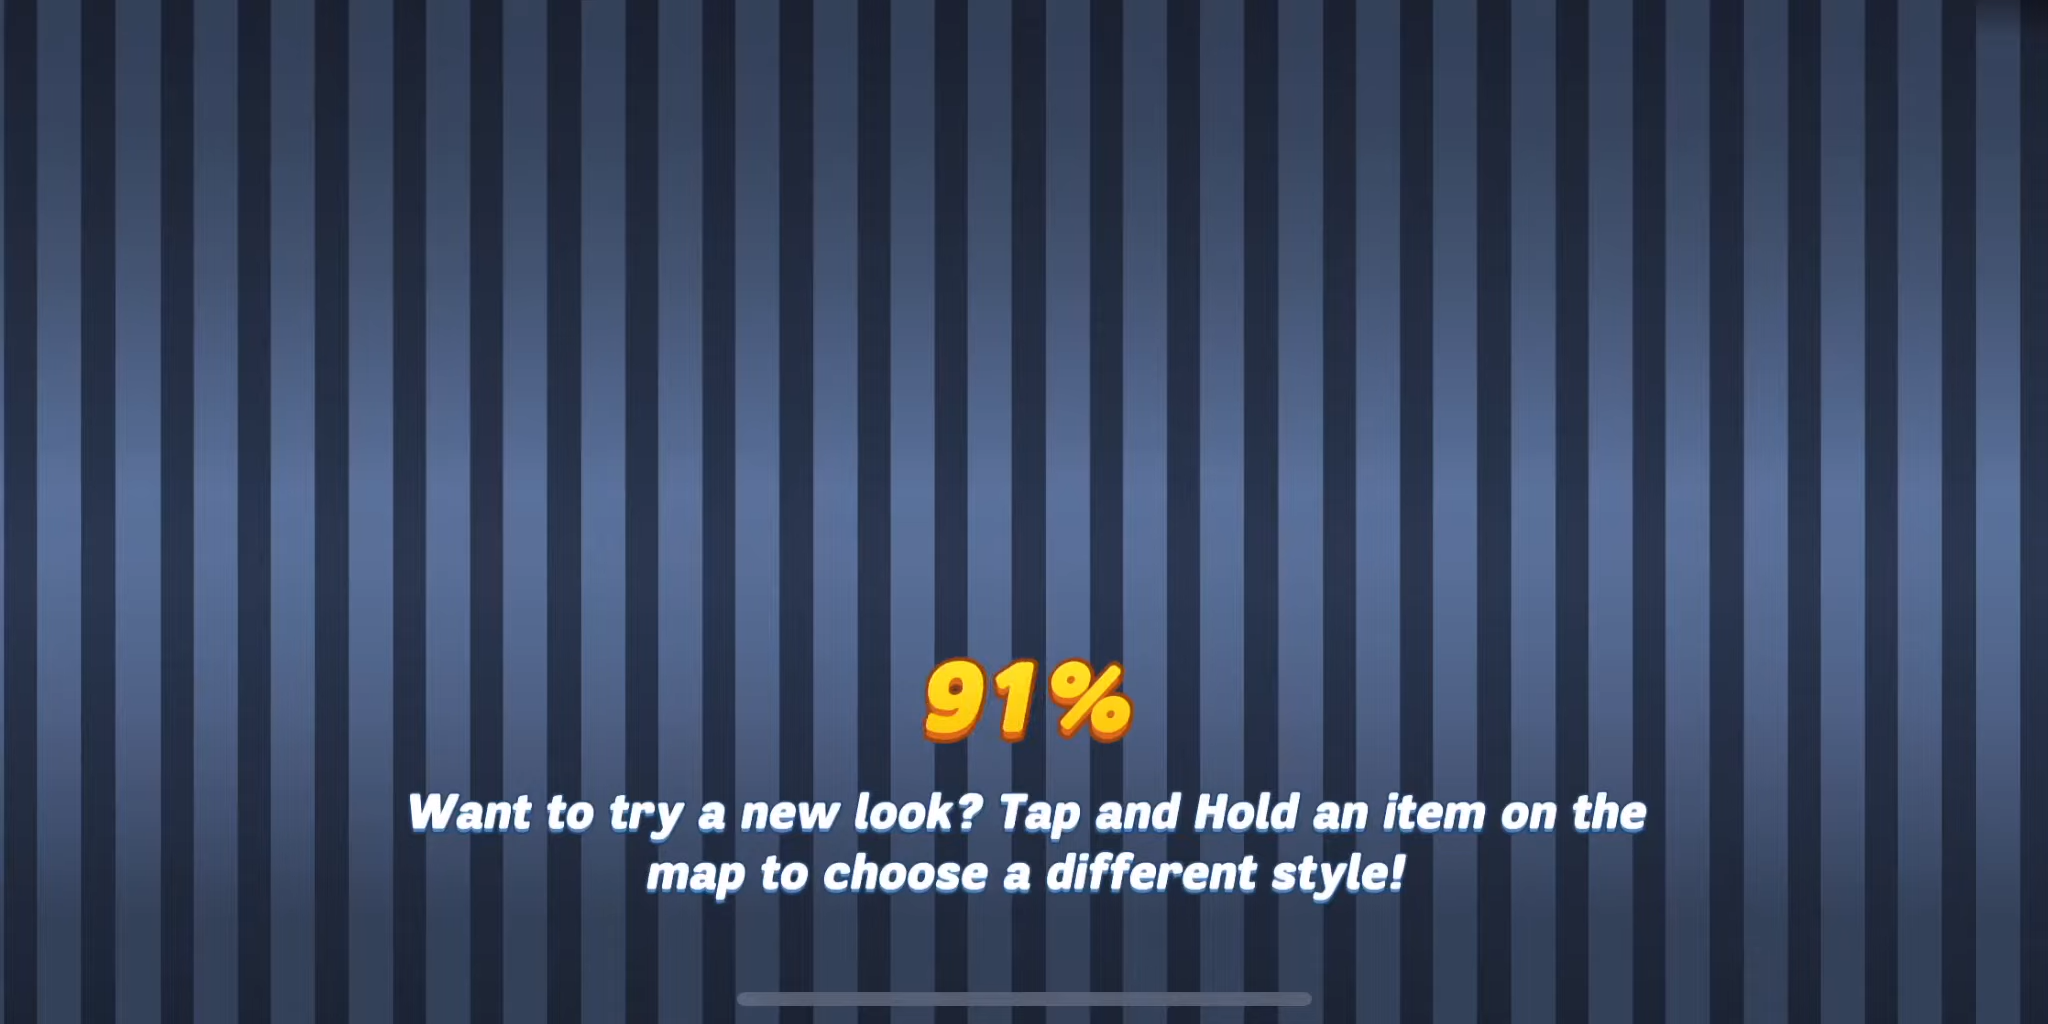 91%
Want to try a new look? Tap and Hold an item on the
map to choose a different style!